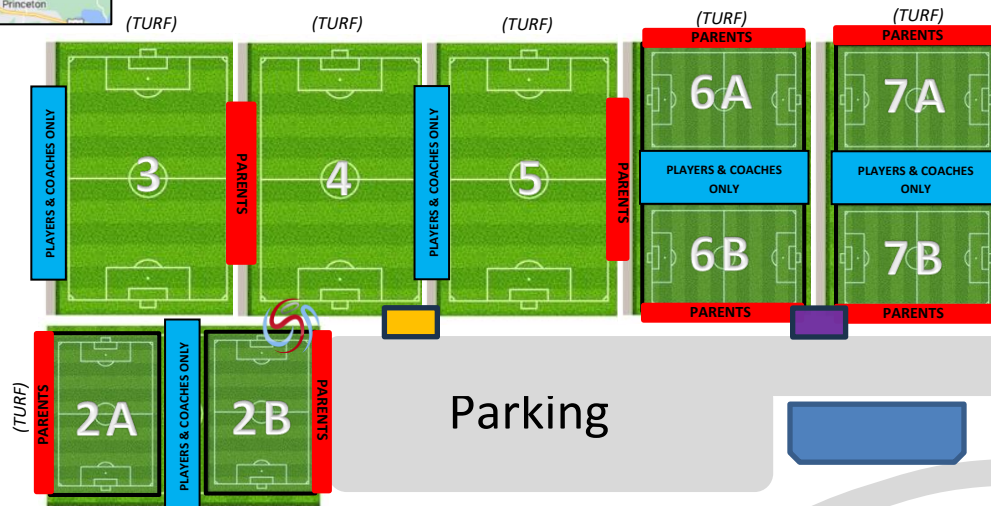 Princeton
(TURF)
(TURF)
(TURF)
(TURF)
(TURF)
PARENTS
PARENTS
PLAYERS & COACHES ONLY
3
PARENTS
4
PLAYERS & COACHES ONLY
5
PARENTS
6A
7A
PLAYERS & COACHES
ONLY
PLAYERS & COACHES
ONLY
6B
7B
PARENTS
PARENTS
(TURF)
PARENTS
2A
PLAYERS & COACHES ONLY
2B
PARENTS
Parking